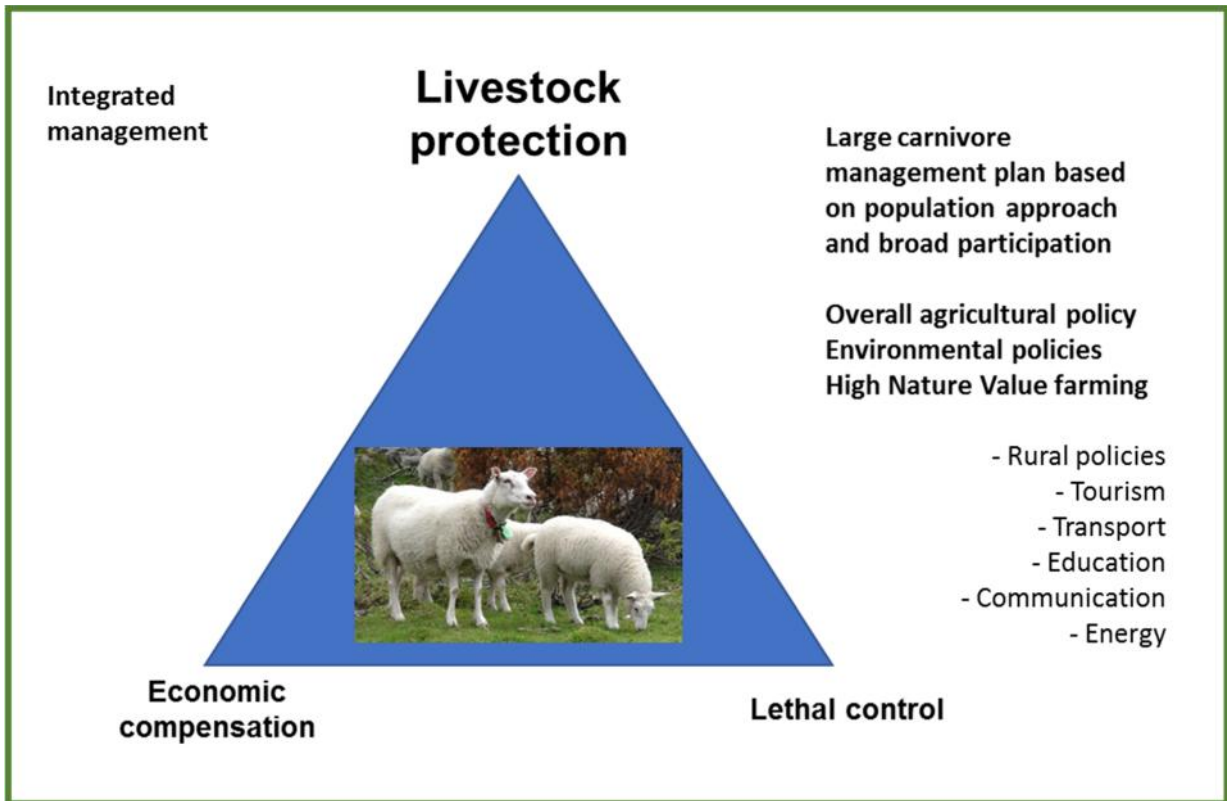 Integrated
management
Livestock
protection
Large carnivore
management plan based
on population approach
and broad participation
Overall agricultural policy
Environmental policies
High Nature Value farming
- Rural policies
- Tourism
- Transport
- Education
- Communication
- Energy
Economic
compensation
Lethal control